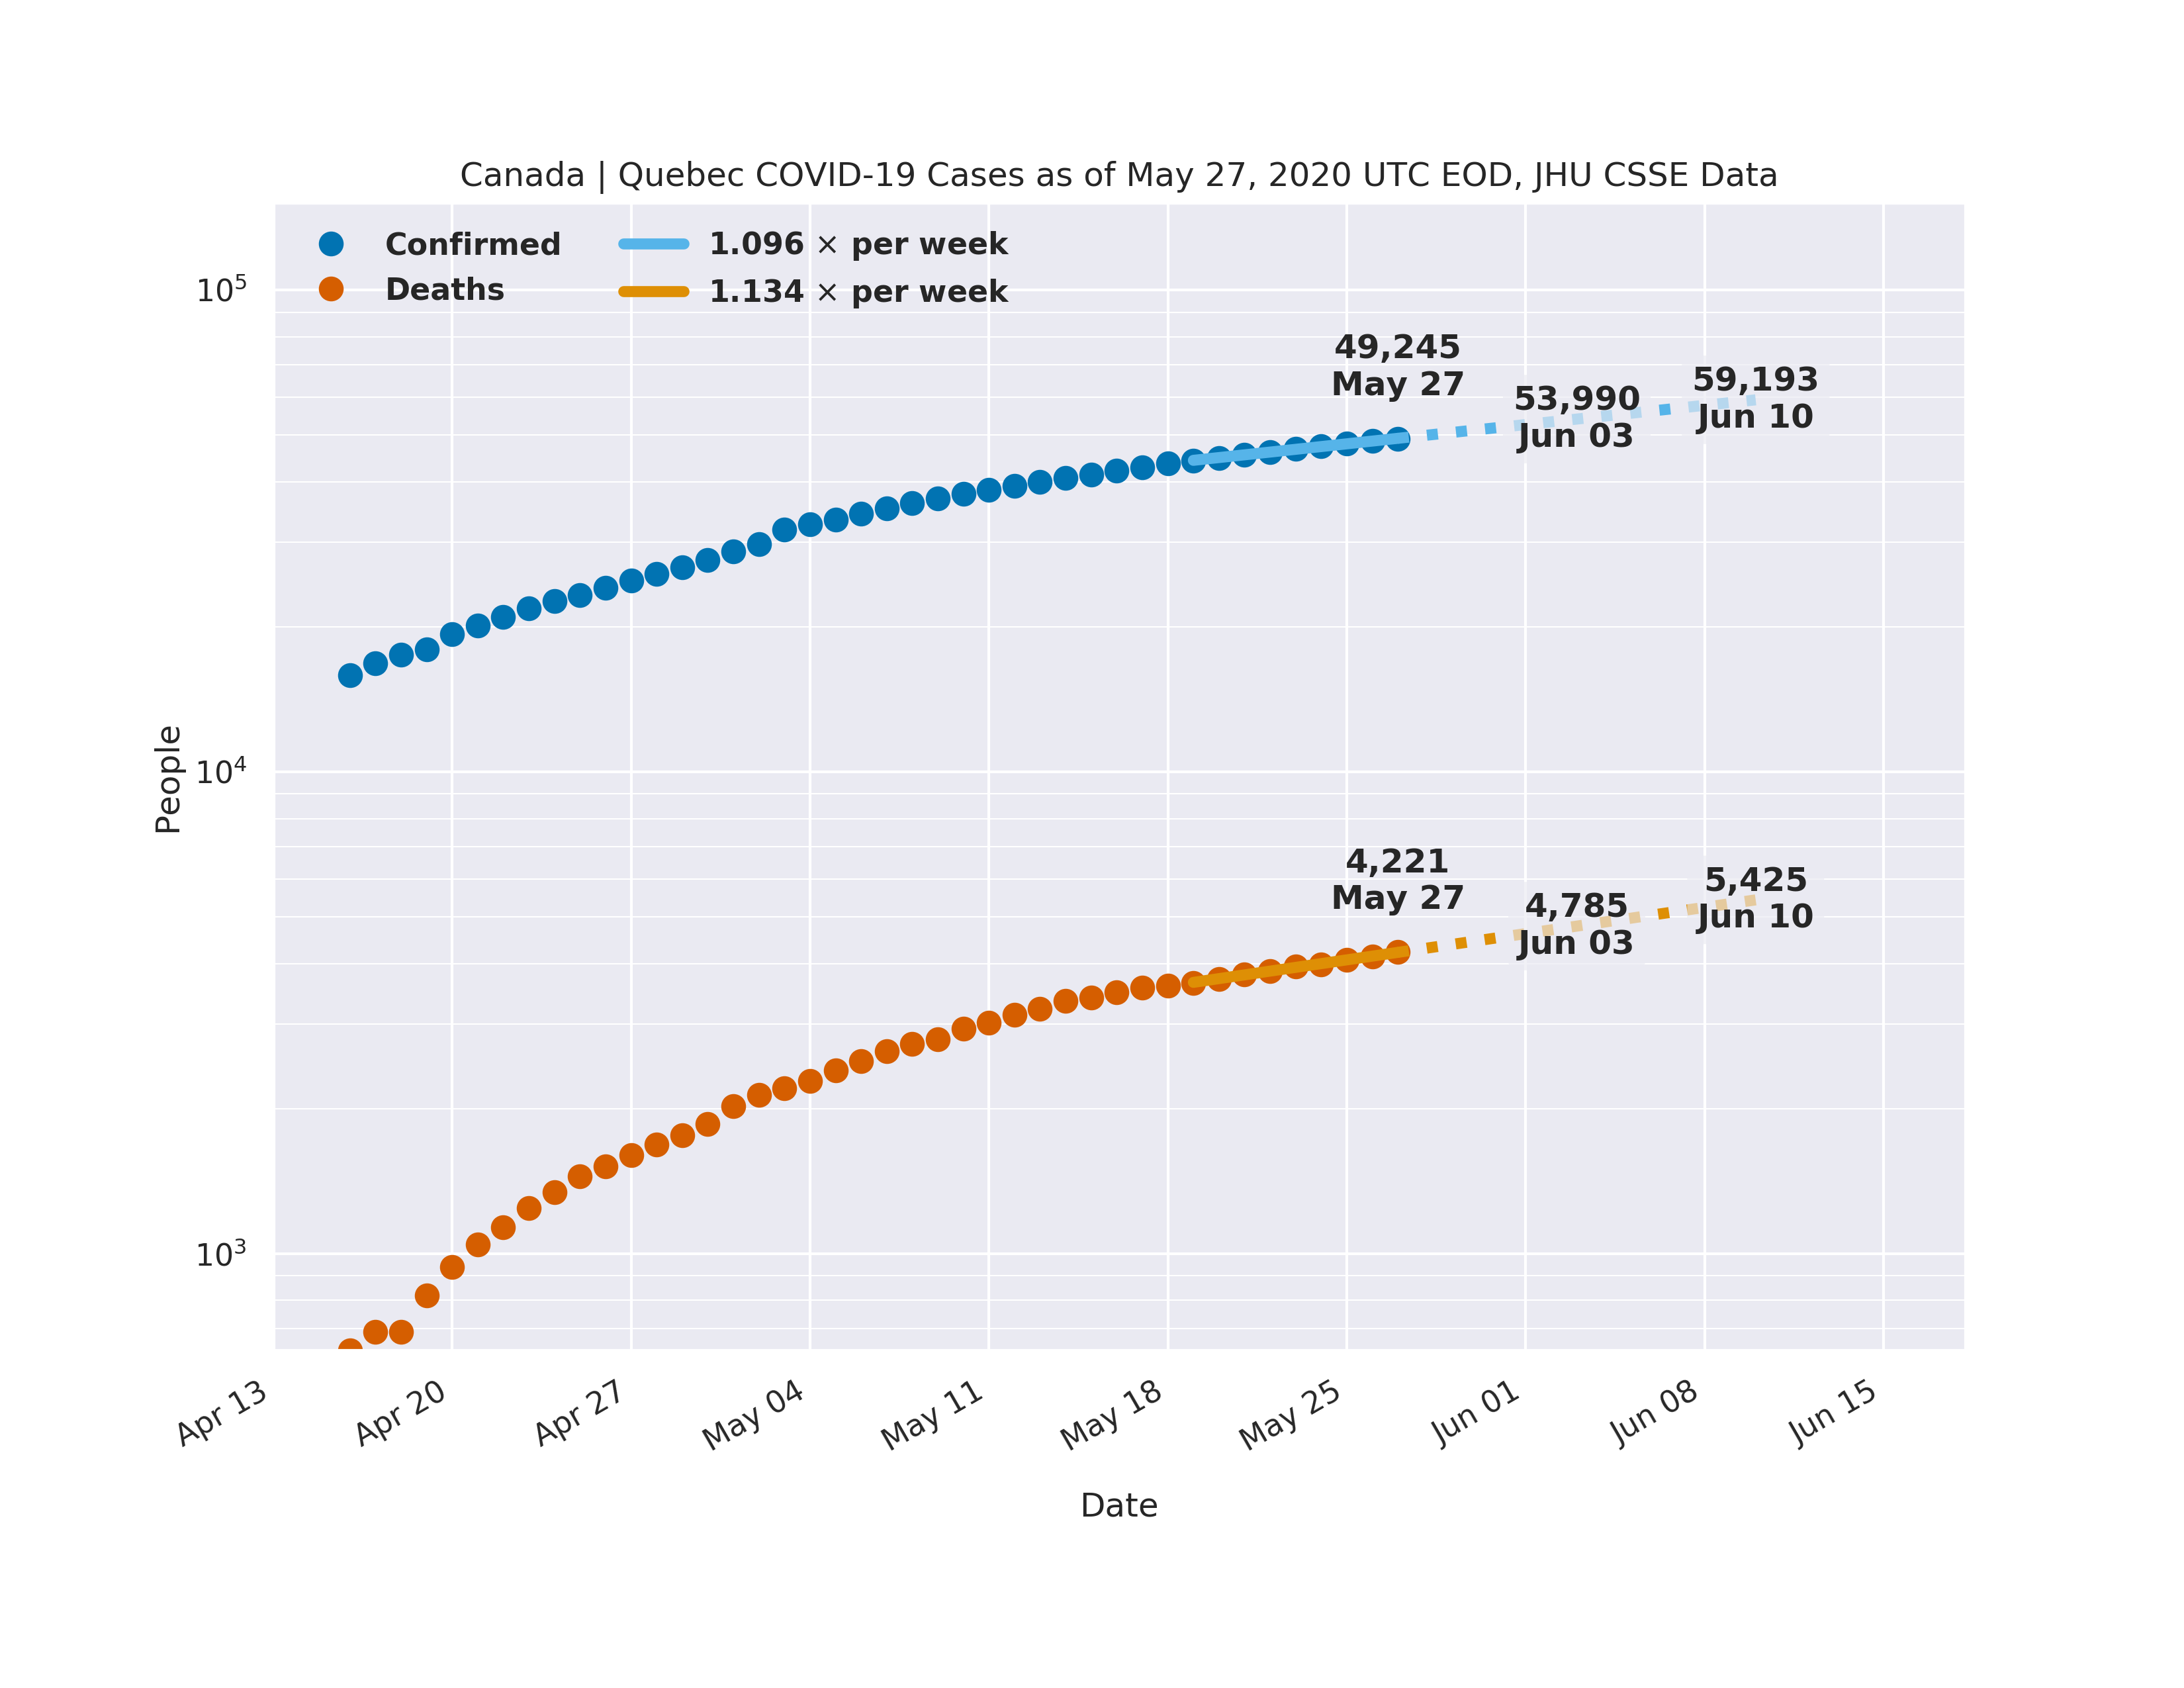 Canada | Quebec COVID-19 Cases as of May 27, 2020 UTC EOD, JHU CSSE Data
Confirmed
Deaths
1.096 × per week
1.134 × per week
10⁵
10⁴
10³
People
49,245
May 27
53,990
Jun 03
59,193
Jun 10
4,221
May 27
4,785
Jun 03
5,425
Jun 10
Apr 13
Apr 20
Apr 27
May 04
May 11
May 18
May 25
Jun 01
Jun 08
Jun 15
Date